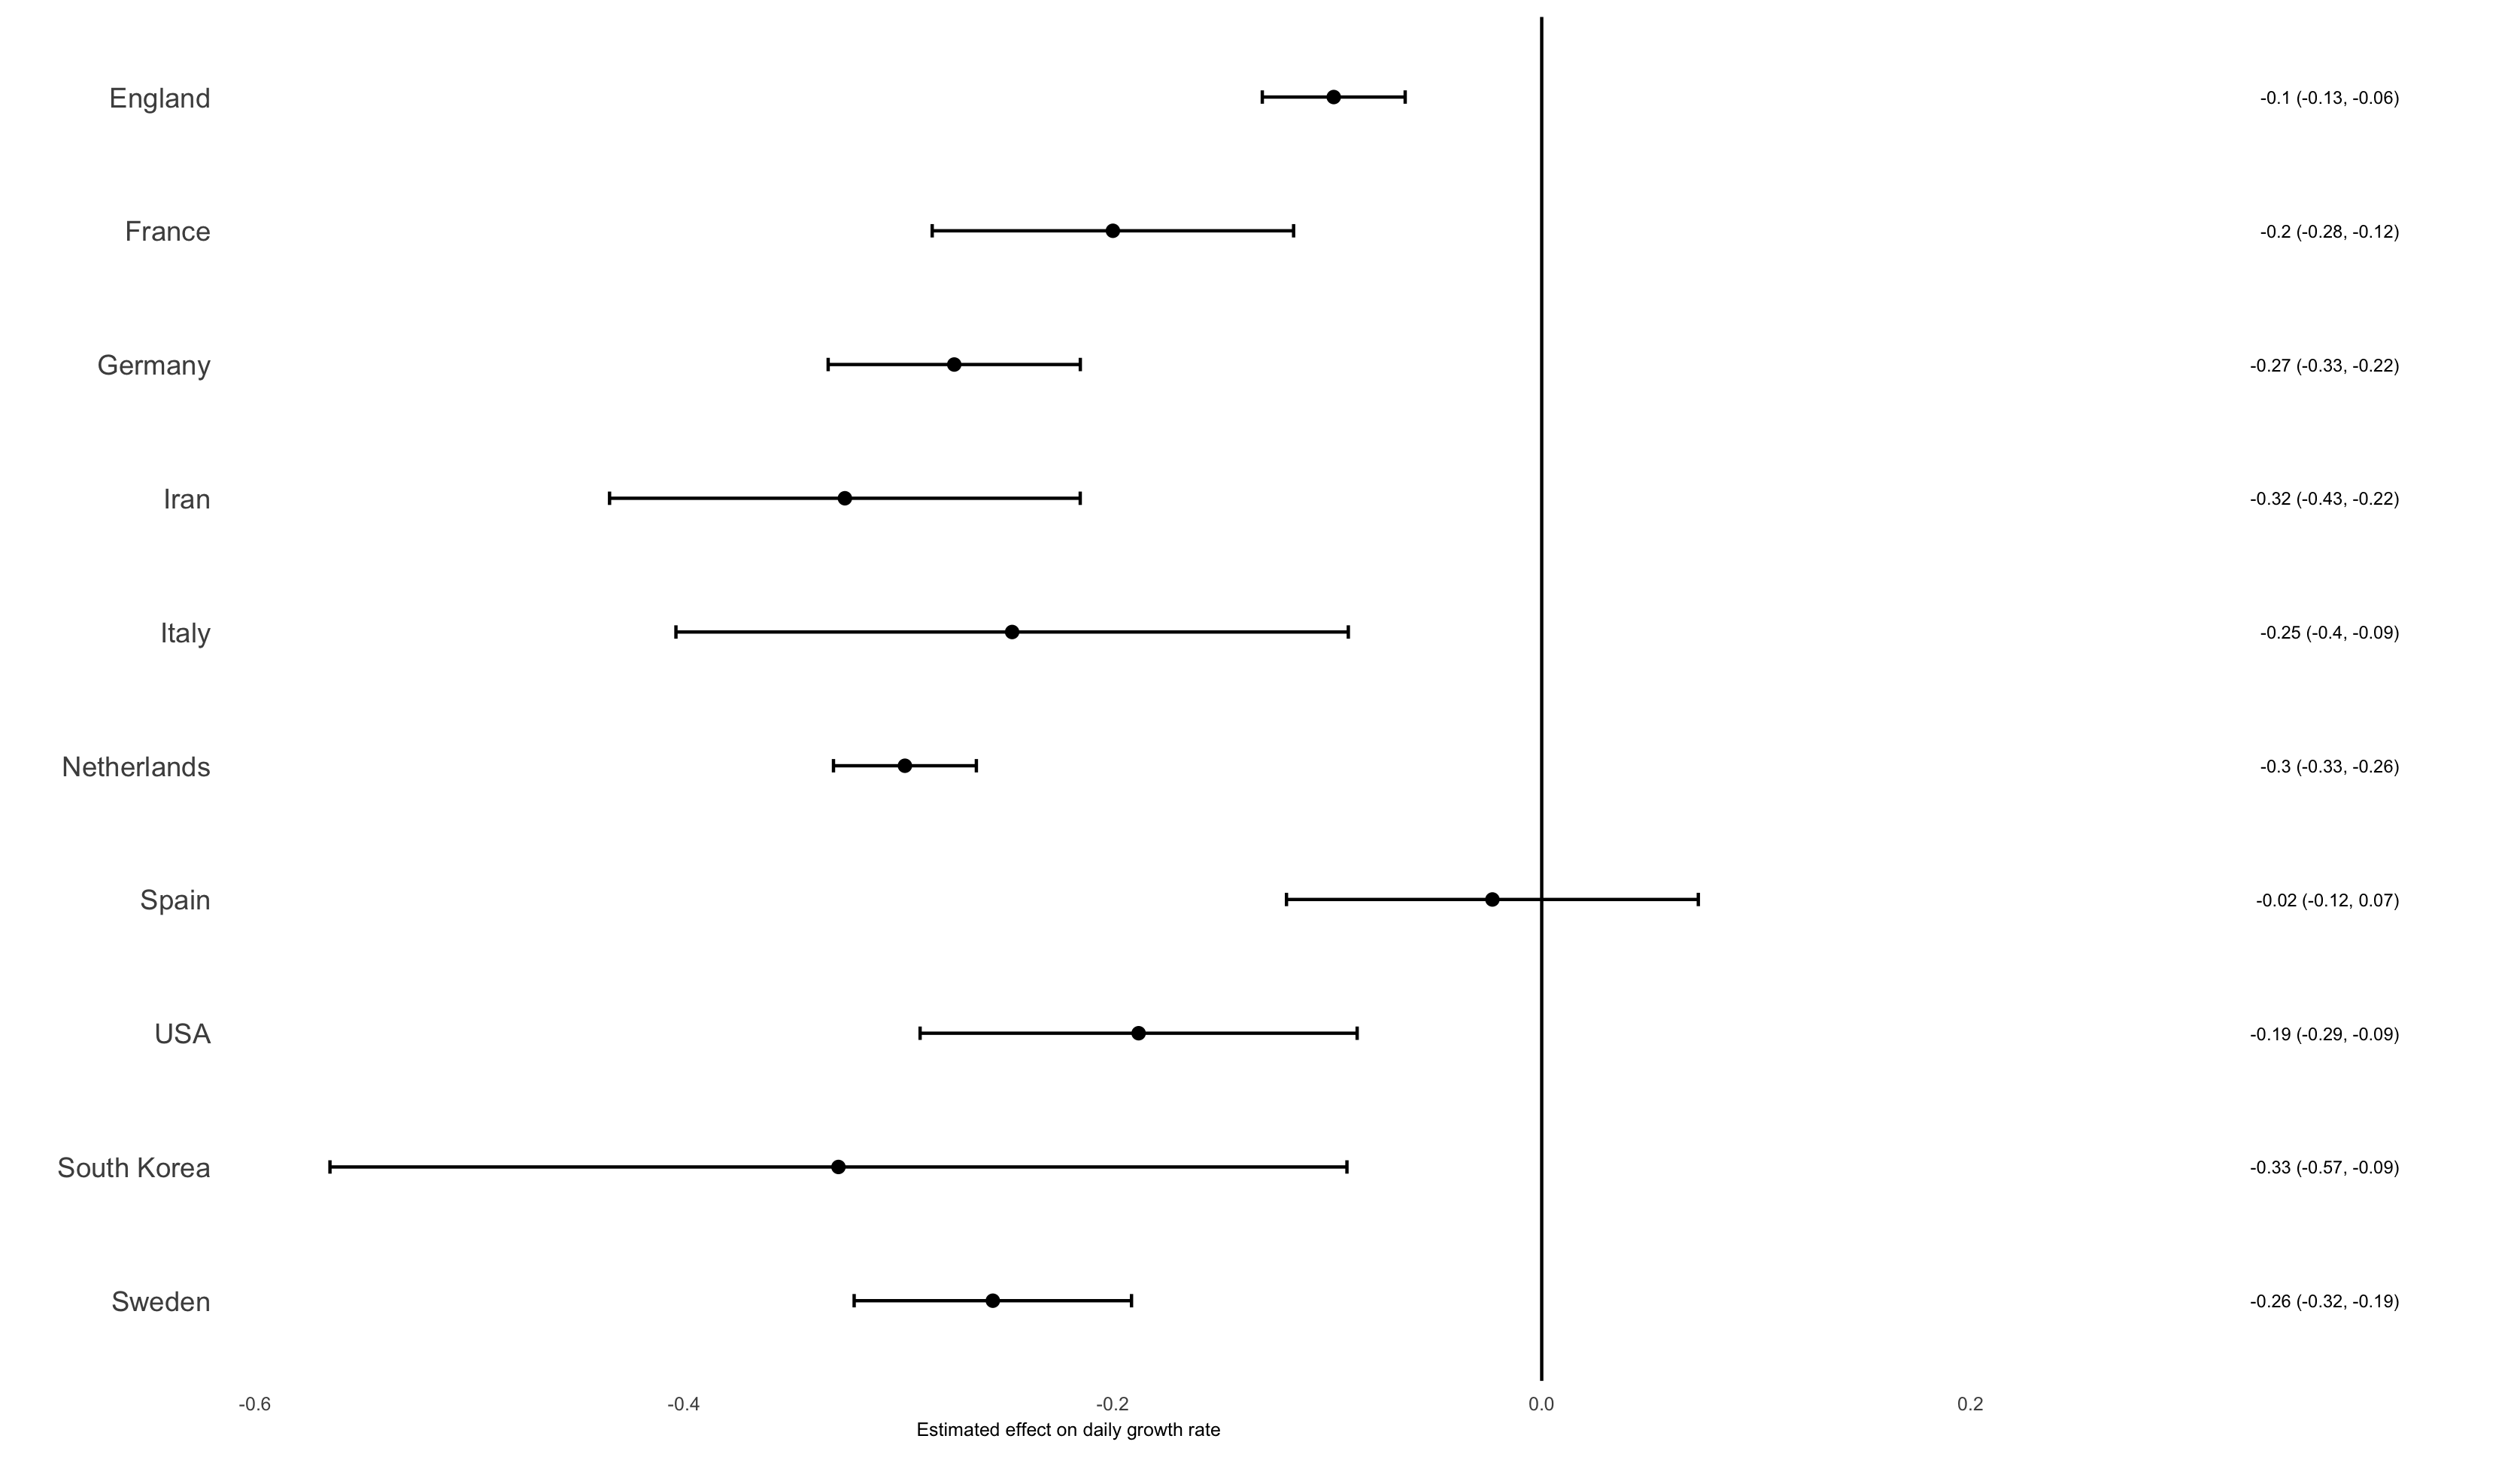 England -0.1 (-0.13, -0.06)
France -0.2 (-0.28, -0.12)
Germany -0.27 (-0.33, -0.22)
Iran -0.32 (-0.43, -0.22)
Italy -0.25 (-0.4, -0.09)
Netherlands -0.3 (-0.33, -0.26)
Spain -0.02 (-0.12, 0.07)
USA -0.19 (-0.29, -0.09)
South Korea -0.33 (-0.57, -0.09)
Sweden -0.26 (-0.32, -0.19)
-0.6 -0.4 -0.2 0.0 0.2
Estimated effect on daily growth rate